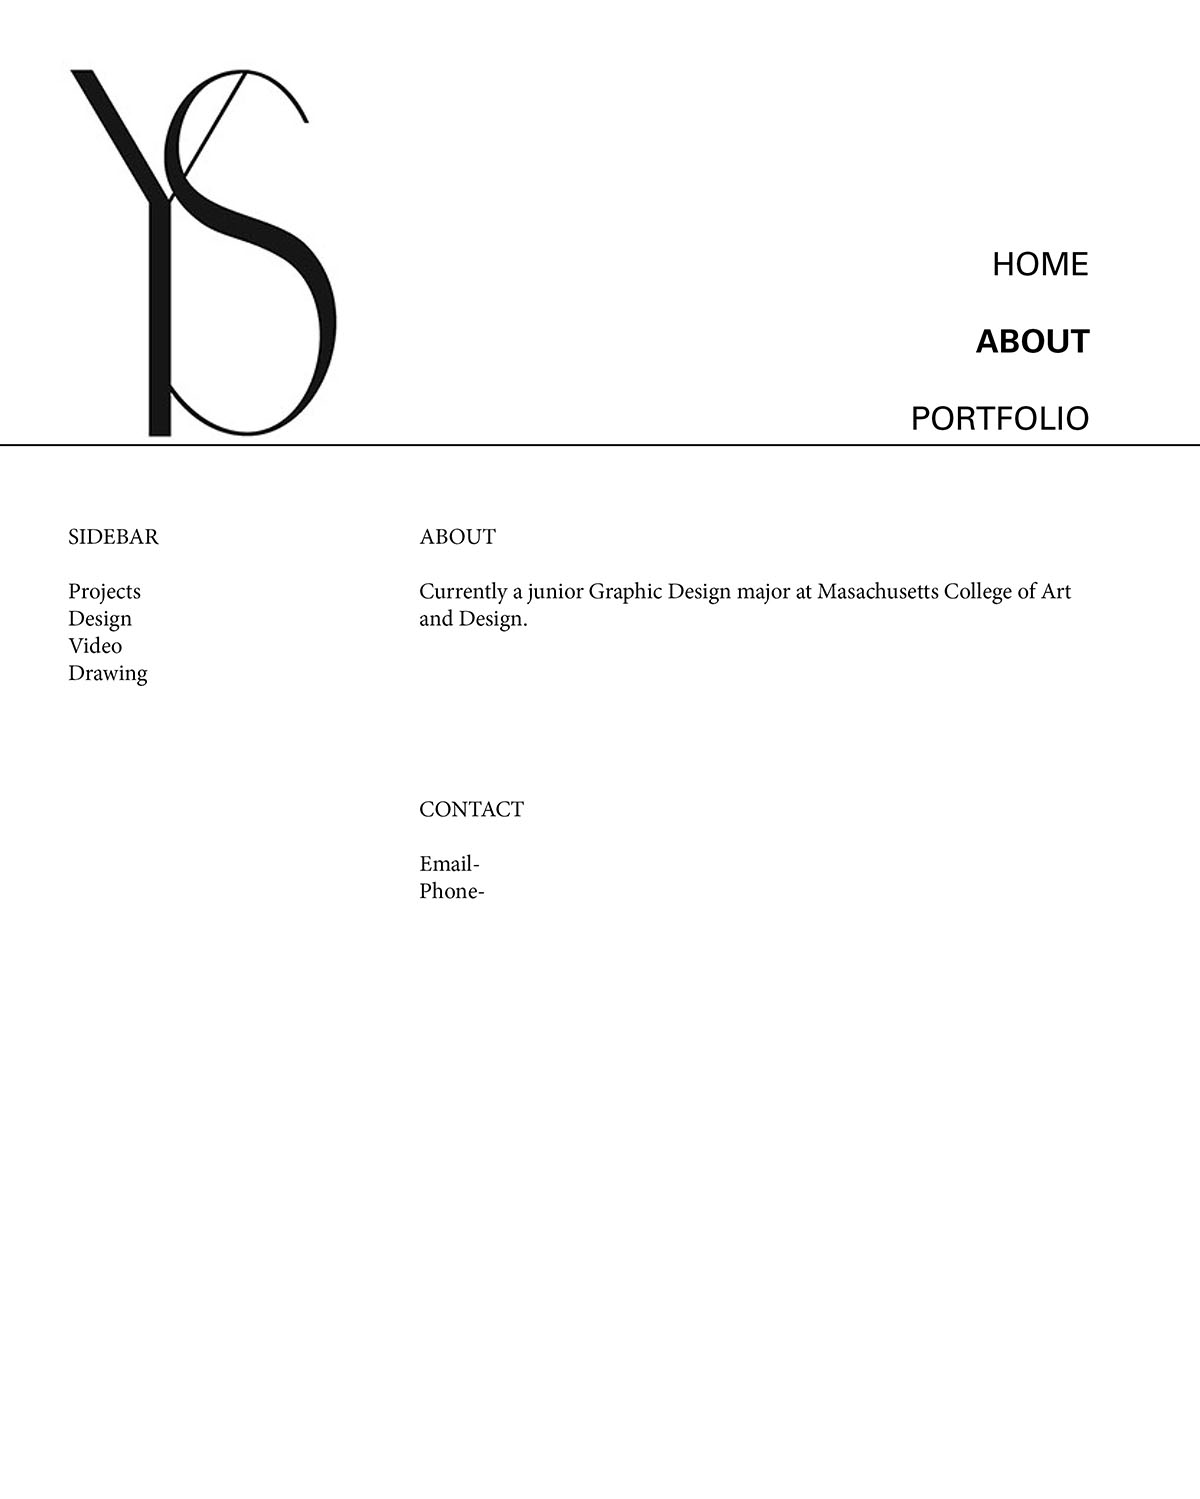 YS
HOME
ABOUT
PORTFOLIO
SIDEBAR
Projects
Design
Video
Drawing
ABOUT
Currently a junior Graphic Design major at Masachusetts College of Art
and Design.
CONTACT
Email-
Phone-